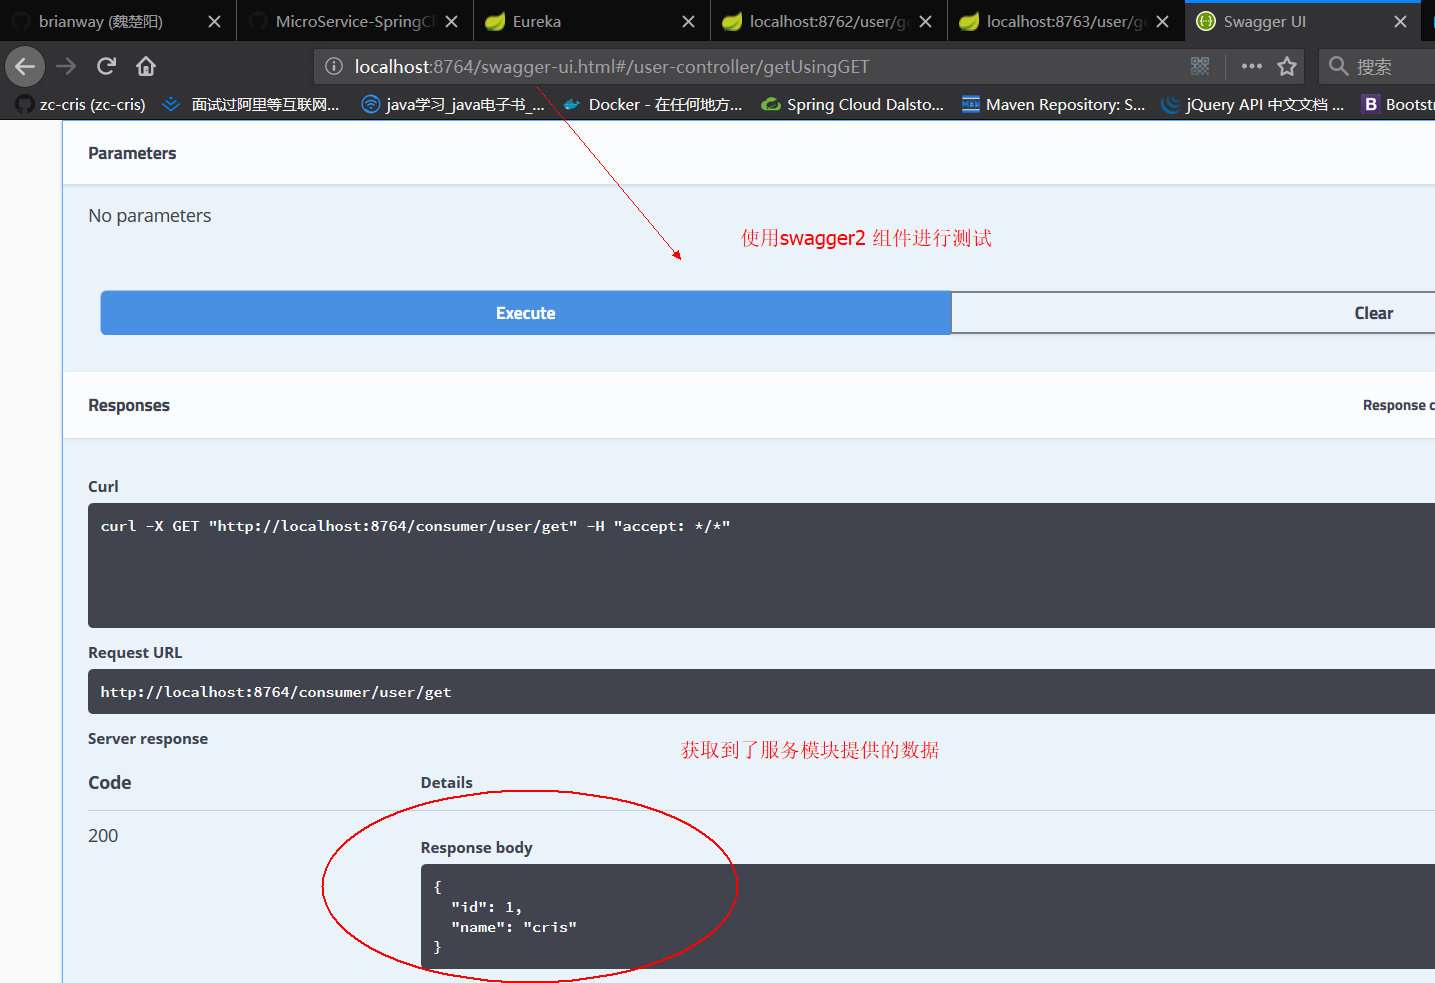 brianway (魏楚阳)
MicroService-SpringCl
Eureka
localhost:8762/user/ge
localhost:8763/user/ge
Swagger UI
localhost:8764/swagger-ui.html#/user-controller/getUsingGET
搜索
zc-cris (zc-cris)
面试过阿里等互联网...
java学习_java电子书_...
Docker - 在任何地方...
Spring Cloud Dalsto...
Maven Repository: S...
jQuery API 中文文档 ...
B Bootstr
Parameters
No parameters
使用swagger2 组件进行测试
Execute
Clear
Responses
Response c
Curl
curl -X GET "http://localhost:8764/consumer/user/get" -H "accept: */*"
Request URL
http://localhost:8764/consumer/user/get
Server response
获取到了服务模块提供的数据
Code
Details
200
Response body
{
"id": 1,
"name": "cris"
}